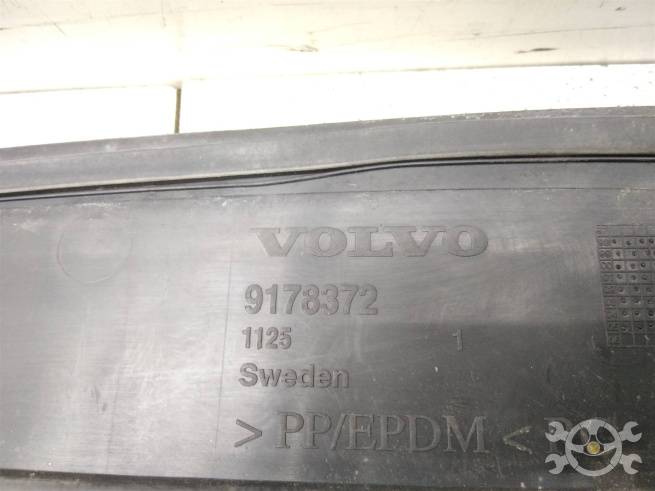 VOLVO
9178372
1125 1
Sweden
> PP/EPDM <